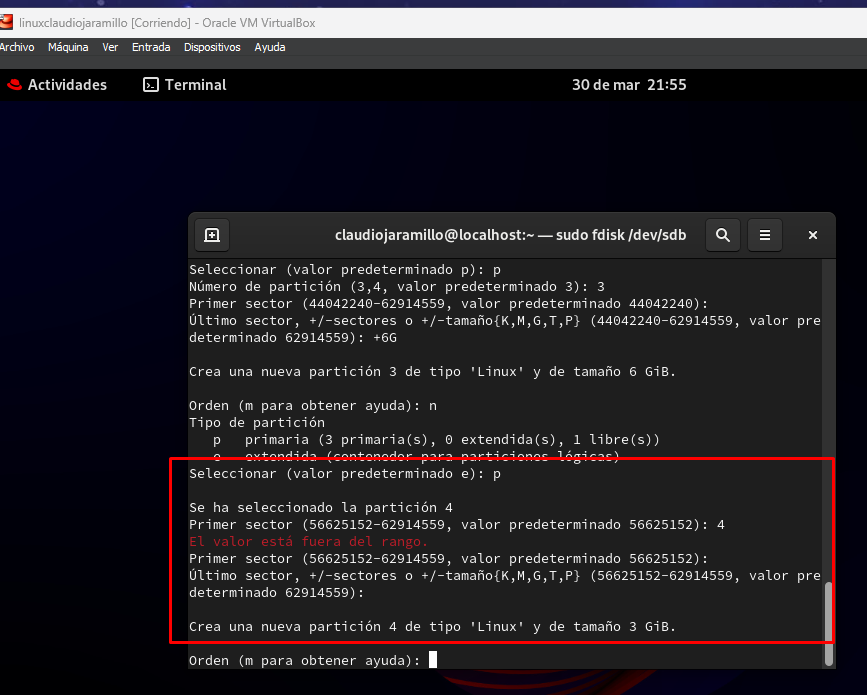 linuxclaudiojaramillo [Corriendo] - Oracle VM VirtualBox
Archivo Máquina Ver Entrada Dispositivos Ayuda
Actividades Terminal 30 de mar 21:55
claudiojaramillo@localhost:~ — sudo fdisk /dev/sdb
Seleccionar (valor predeterminado p): p
Número de partición (3,4, valor predeterminado 3): 3
Primer sector (44042240-62914559, valor predeterminado 44042240):
Último sector, +/-sectores o +/-tamaño{K,M,G,T,P} (44042240-62914559, valor pre
determinado 62914559): +6G
Crea una nueva partición 3 de tipo 'Linux' y de tamaño 6 GiB.
Orden (m para obtener ayuda): n
Tipo de partición
p primaria (3 primaria(s), 0 extendida(s), 1 libre(s))
e extendida (contenedor para particiones lógicas)
Seleccionar (valor predeterminado e): p
Se ha seleccionado la partición 4
Primer sector (56625152-62914559, valor predeterminado 56625152): 4
El valor está fuera del rango.
Primer sector (56625152-62914559, valor predeterminado 56625152):
Último sector, +/-sectores o +/-tamaño{K,M,G,T,P} (56625152-62914559, valor pre
determinado 62914559):
Crea una nueva partición 4 de tipo 'Linux' y de tamaño 3 GiB.
Orden (m para obtener ayuda):